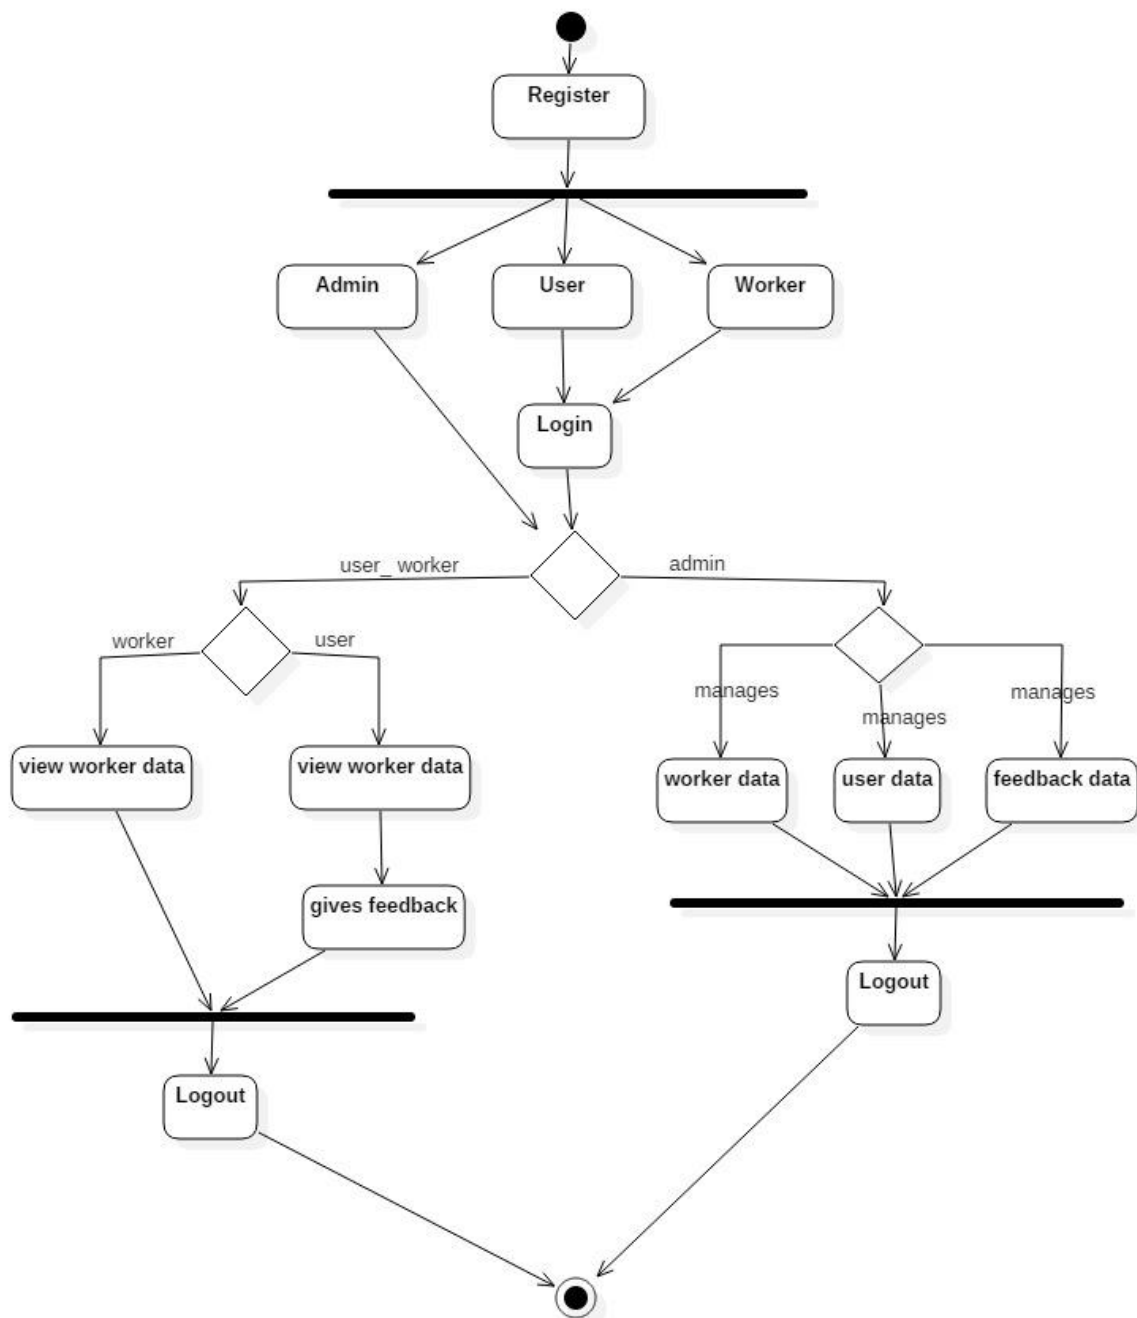 Register
Admin
User
Worker
Login
user_ worker
admin
worker
user
manages
manages
manages
view worker data
view worker data
worker data
user data
feedback data
gives feedback
Logout
Logout